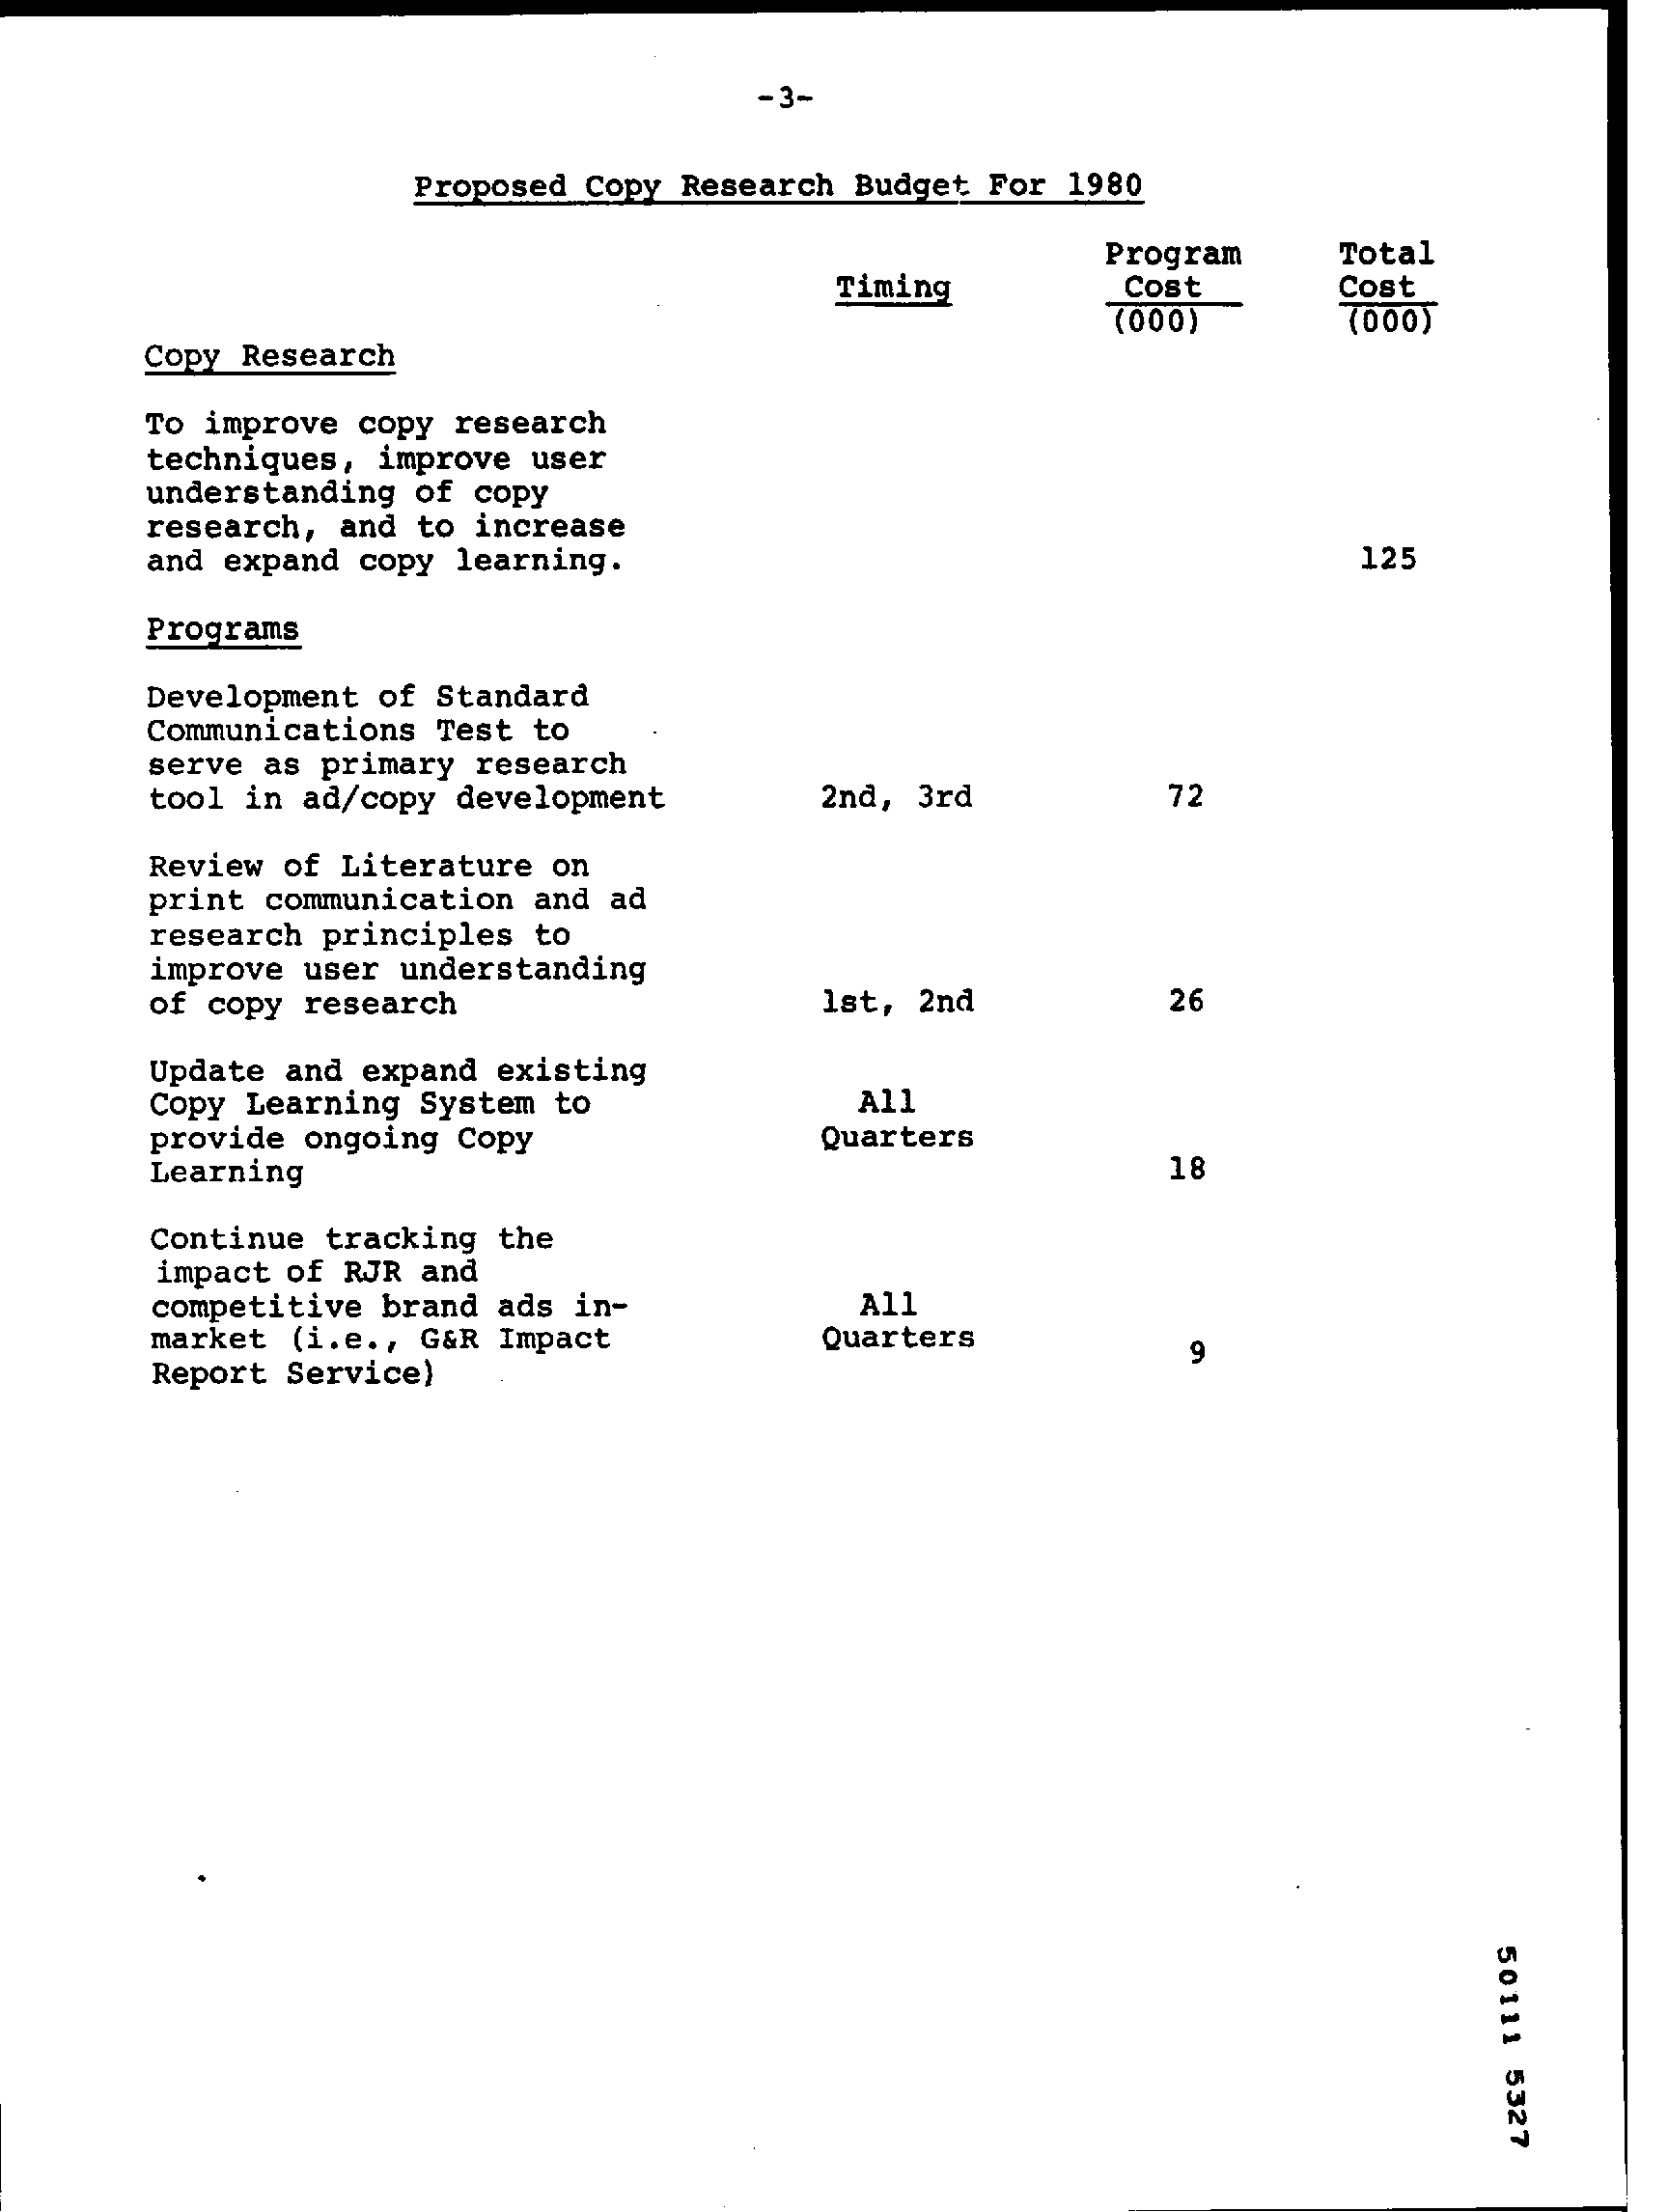 -3-
Proposed Copy Research Budget For 1980
Program Total
Timing Cost Cost
(000) (000)
Copy Research
To improve copy research
techniques, improve user
understanding of copy
research, and to increase
and expand copy learning. 125
Programs
Development of Standard
Communications Test to
serve as primary research
tool in ad/copy development 2nd, 3rd 72
Review of Literature on
print communication and ad
research principles to
improve user understanding
of copy research 1st, 2nd 26
Update and expand existing
Copy Learning System to All
provide ongoing Copy Quarters
Learning 18
Continue tracking the
impact of RJR and
competitive brand ads in- All
market (i.e., G&R Impact Quarters
Report Service) 9
50111 5327